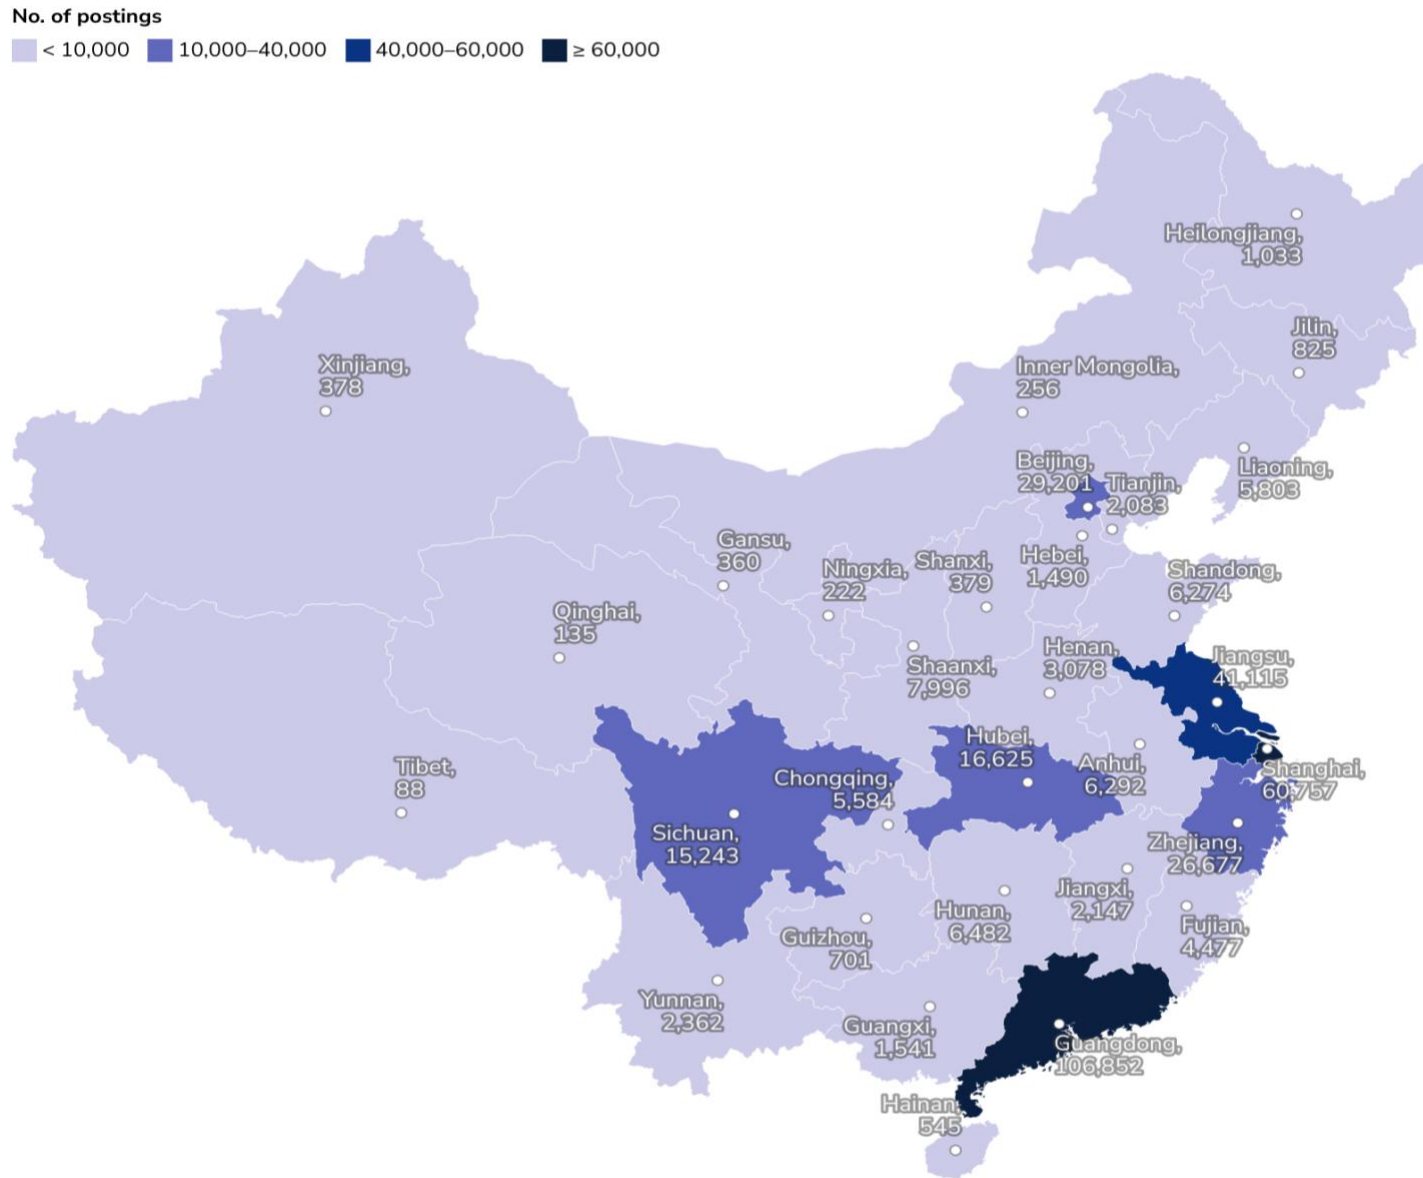 No. of postings
< 10,000
10,000–40,000
40,000–60,000
≥ 60,000
Heilongjiang,
1,033
Jilin,
825
Xinjiang,
378
Inner Mongolia,
256
Beijing,
29,201
Tianjin,
2,083
Liaoning,
5,803
Gansu,
360
Ningxia,
222
Shanxi,
379
Hebei,
1,490
Shandong,
6,274
Qinghai,
135
Shaanxi,
7,996
Henan,
3,078
Jiangsu,
41,115
Tibet,
88
Chongqing,
5,584
Hubei,
16,625
Anhui,
6,292
Shanghai,
60,757
Sichuan,
15,243
Zhejiang,
26,677
Guizhou,
701
Hunan,
6,482
Jiangxi,
2,147
Fujian,
4,477
Yunnan,
2,362
Guangxi,
1,541
Guangdong,
106,852
Hainan,
545